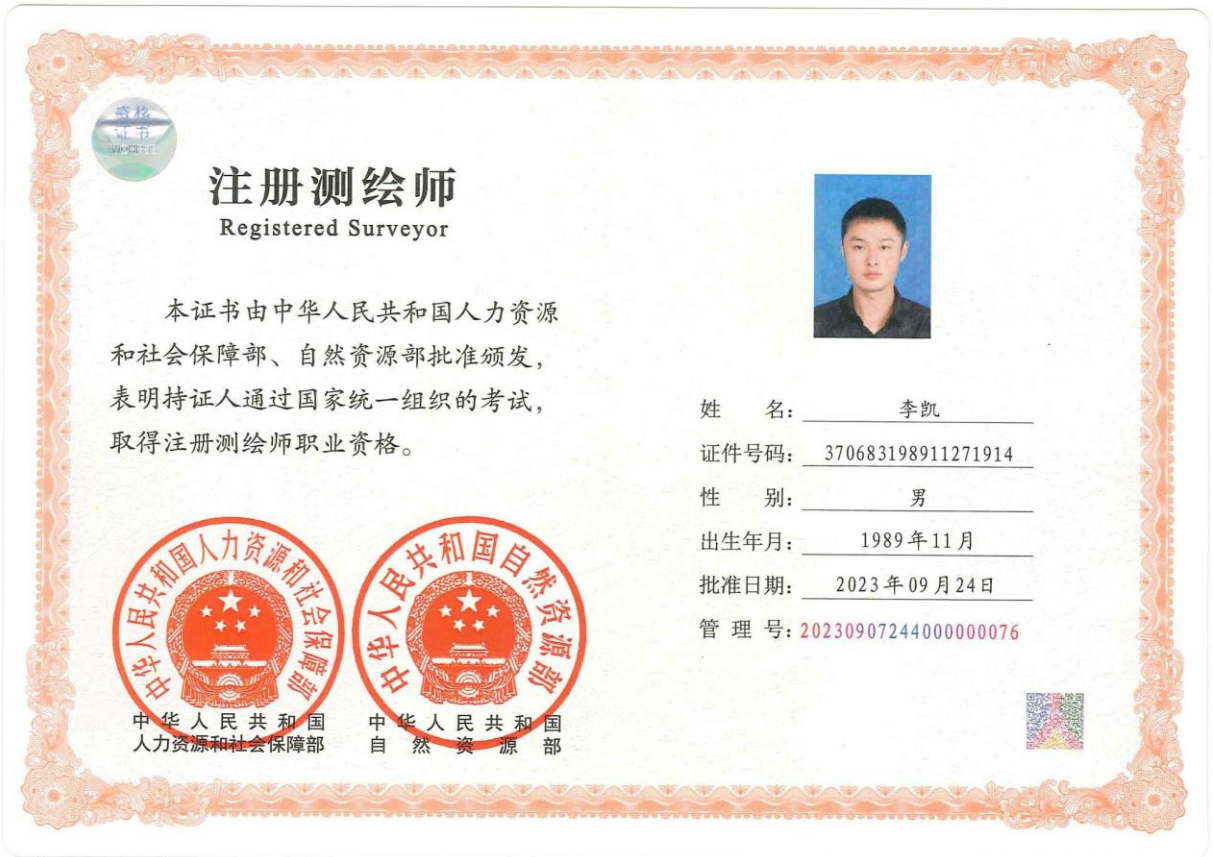 资格
证书
注册测绘师
Registered Surveyor
本证书由中华人民共和国人力资源
和社会保障部、自然资源部批准颁发，
表明持证人通过国家统一组织的考试，
取得注册测绘师职业资格。
中华人民共和国人力资源和社会保障部
中华人民共和国自然资源部
中华人民共和国
人力资源和社会保障部
中华人民共和国
自然资源部
姓名：李凯
证件号码：370683198911271914
性别：男
出生年月：1989年11月
批准日期：2023年09月24日
管理号：20230907244000000076